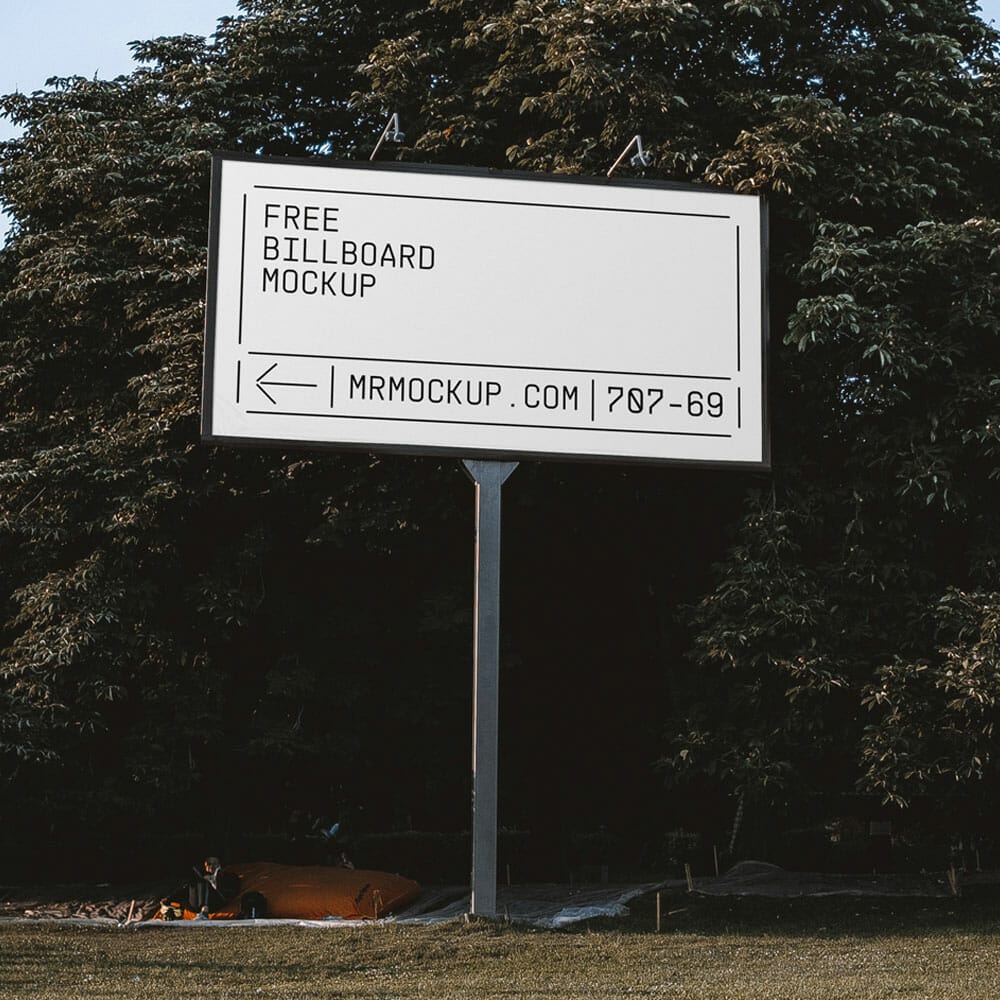 FREE
BILLBOARD
MOCKUP
← | MRMOCKUP.COM | 707-69